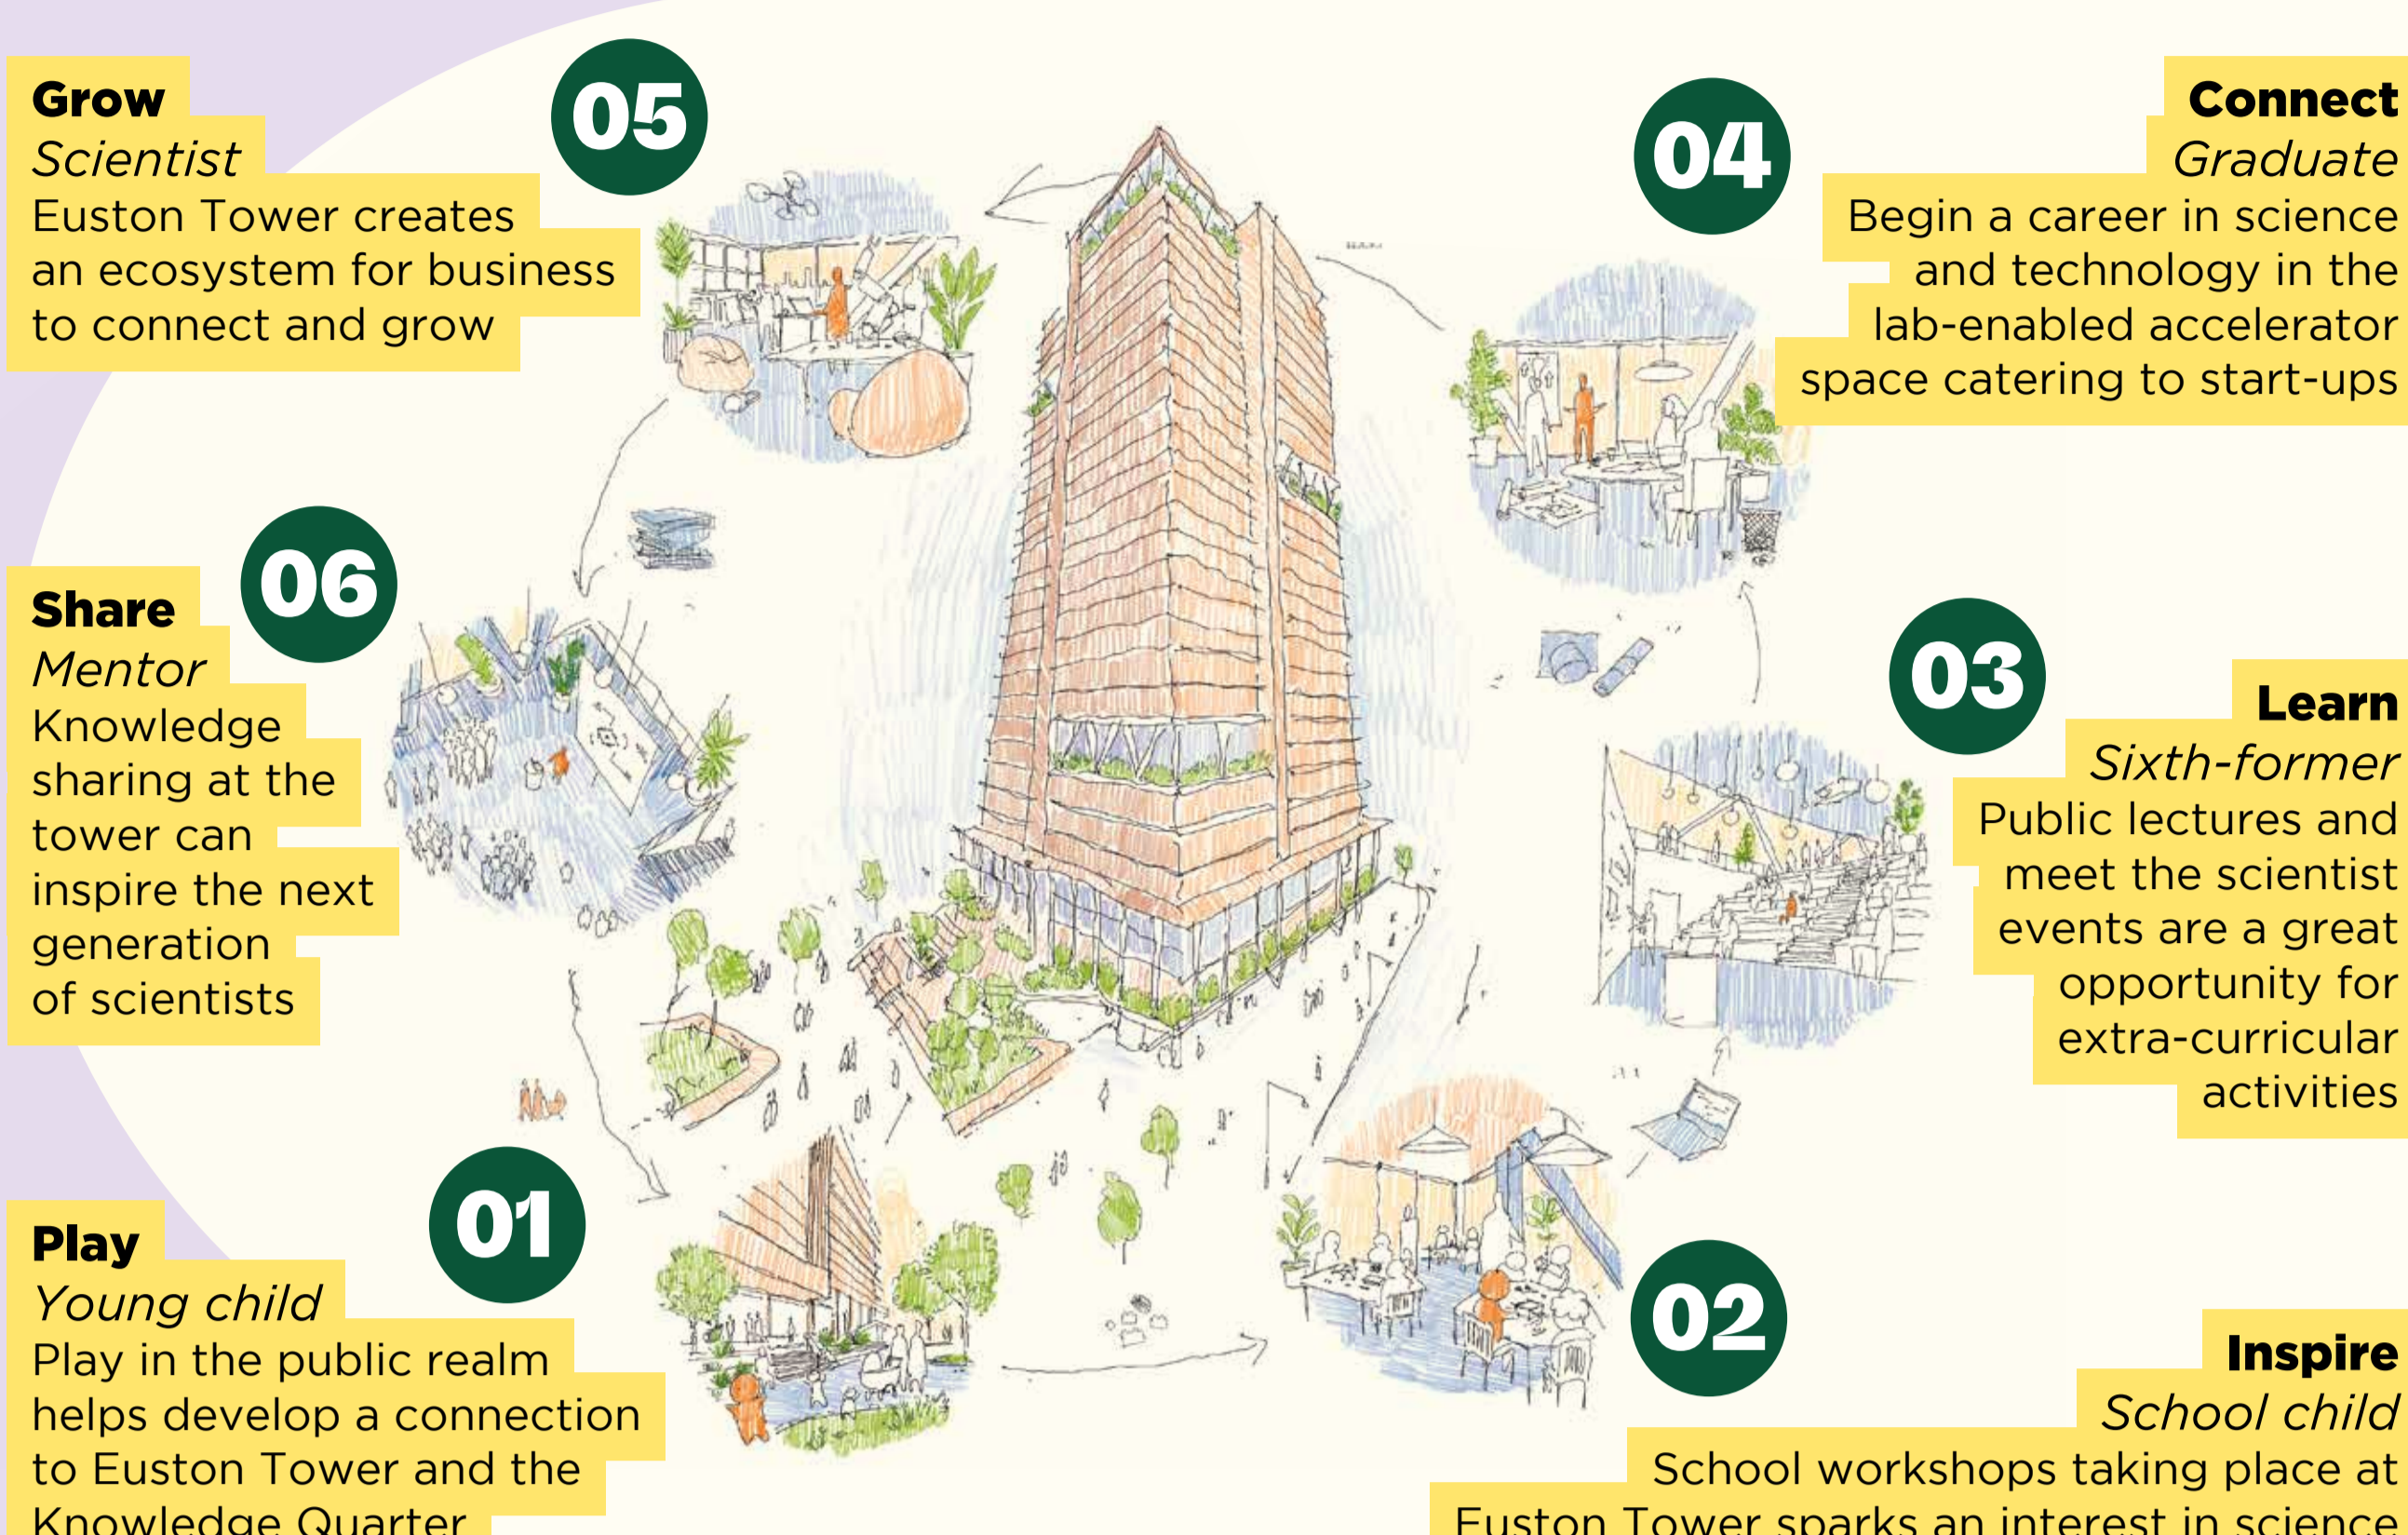 05
Grow
Scientist
Euston Tower creates
an ecosystem for business
to connect and grow
04
Connect
Graduate
Begin a career in science
and technology in the
lab-enabled accelerator
space catering to start-ups
06
Share
Mentor
Knowledge
sharing at the
tower can
inspire the next
generation
of scientists
03
Learn
Sixth-former
Public lectures and
meet the scientist
events are a great
opportunity for
extra-curricular
activities
01
Play
Young child
Play in the public realm
helps develop a connection
to Euston Tower and the
Knowledge Quarter
02
Inspire
School child
School workshops taking place at
Euston Tower sparks an interest in science